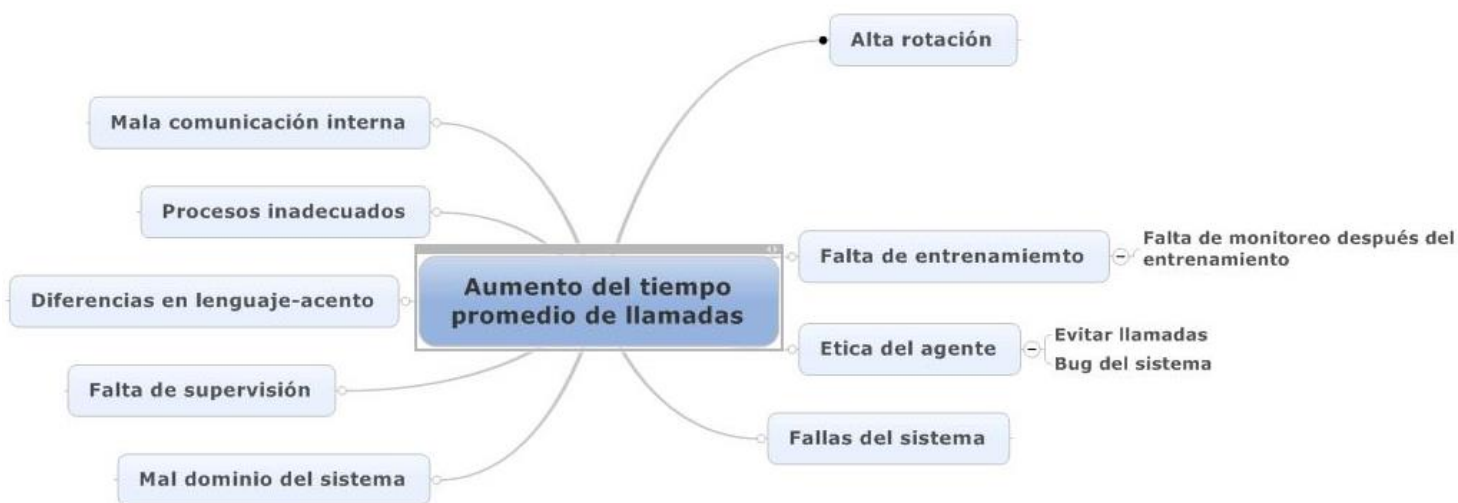 Alta rotación
Mala comunicación interna
Procesos inadecuados
Falta de entrenamiemto
Falta de monitoreo después del
entrenamiento
Aumento del tiempo
promedio de llamadas
Diferencias en lenguaje-acento
Etica del agente
Evitar llamadas
Bug del sistema
Falta de supervisión
Fallas del sistema
Mal dominio del sistema